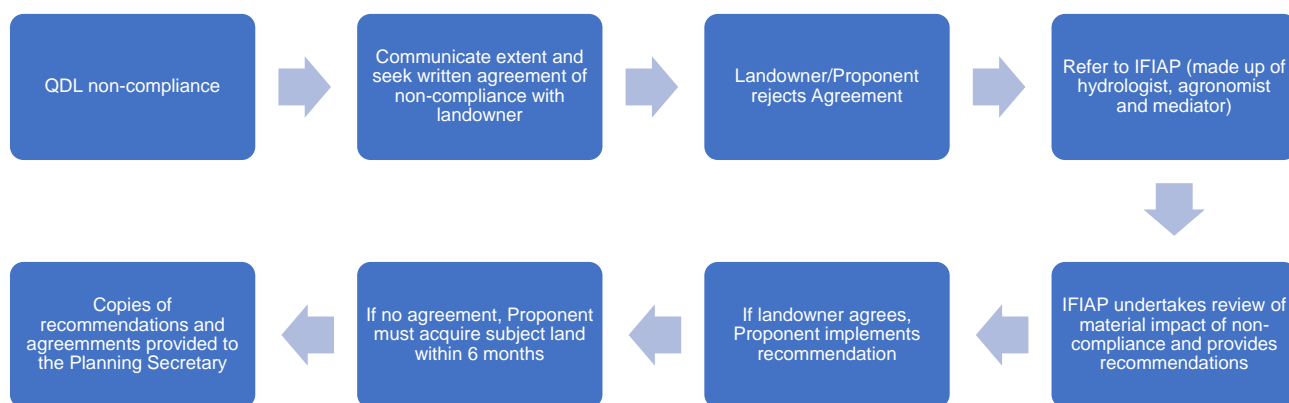 QDL non-compliance
Communicate extent and
seek written agreement of
non-compliance with
landowner
Landowner/Proponent
rejects Agreement
Refer to IFIAP (made up of
hydrologist, agronomist
and mediator)
IFIAP undertakes review of
material impact of non-
compliance and provides
recommendations
If landowner agrees,
Proponent implements
recommendation
If no agreement, Proponent
must acquire subject land
within 6 months
Copies of
recommendations and
agreemments provided to
the Planning Secretary